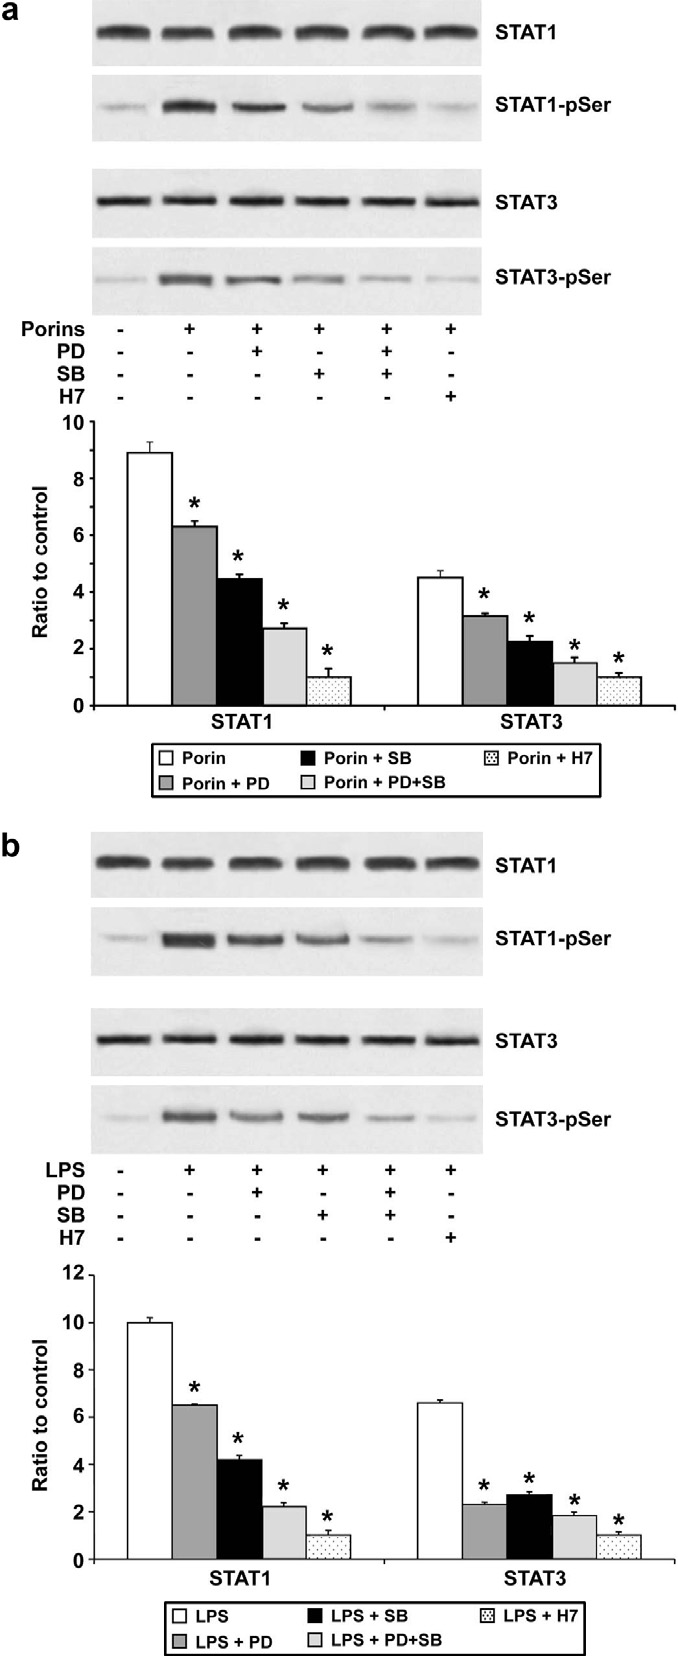 a
STAT1
STAT1-pSer
STAT3
STAT3-pSer
Porins - + + + + +
PD - - + - + -
SB - - - + + -
H7 - - - - - +
10
8
6
4
2
0
Ratio to control
* * * * * * * *
STAT1 STAT3
Porin Porin + SB Porin + H7
Porin + PD Porin + PD+SB
b
STAT1
STAT1-pSer
STAT3
STAT3-pSer
LPS - + + + + +
PD - - + - + -
SB - - - + + -
H7 - - - - - +
12
10
8
6
4
2
0
Ratio to control
* * * * * * * *
STAT1 STAT3
LPS LPS + SB LPS + H7
LPS + PD LPS + PD+SB